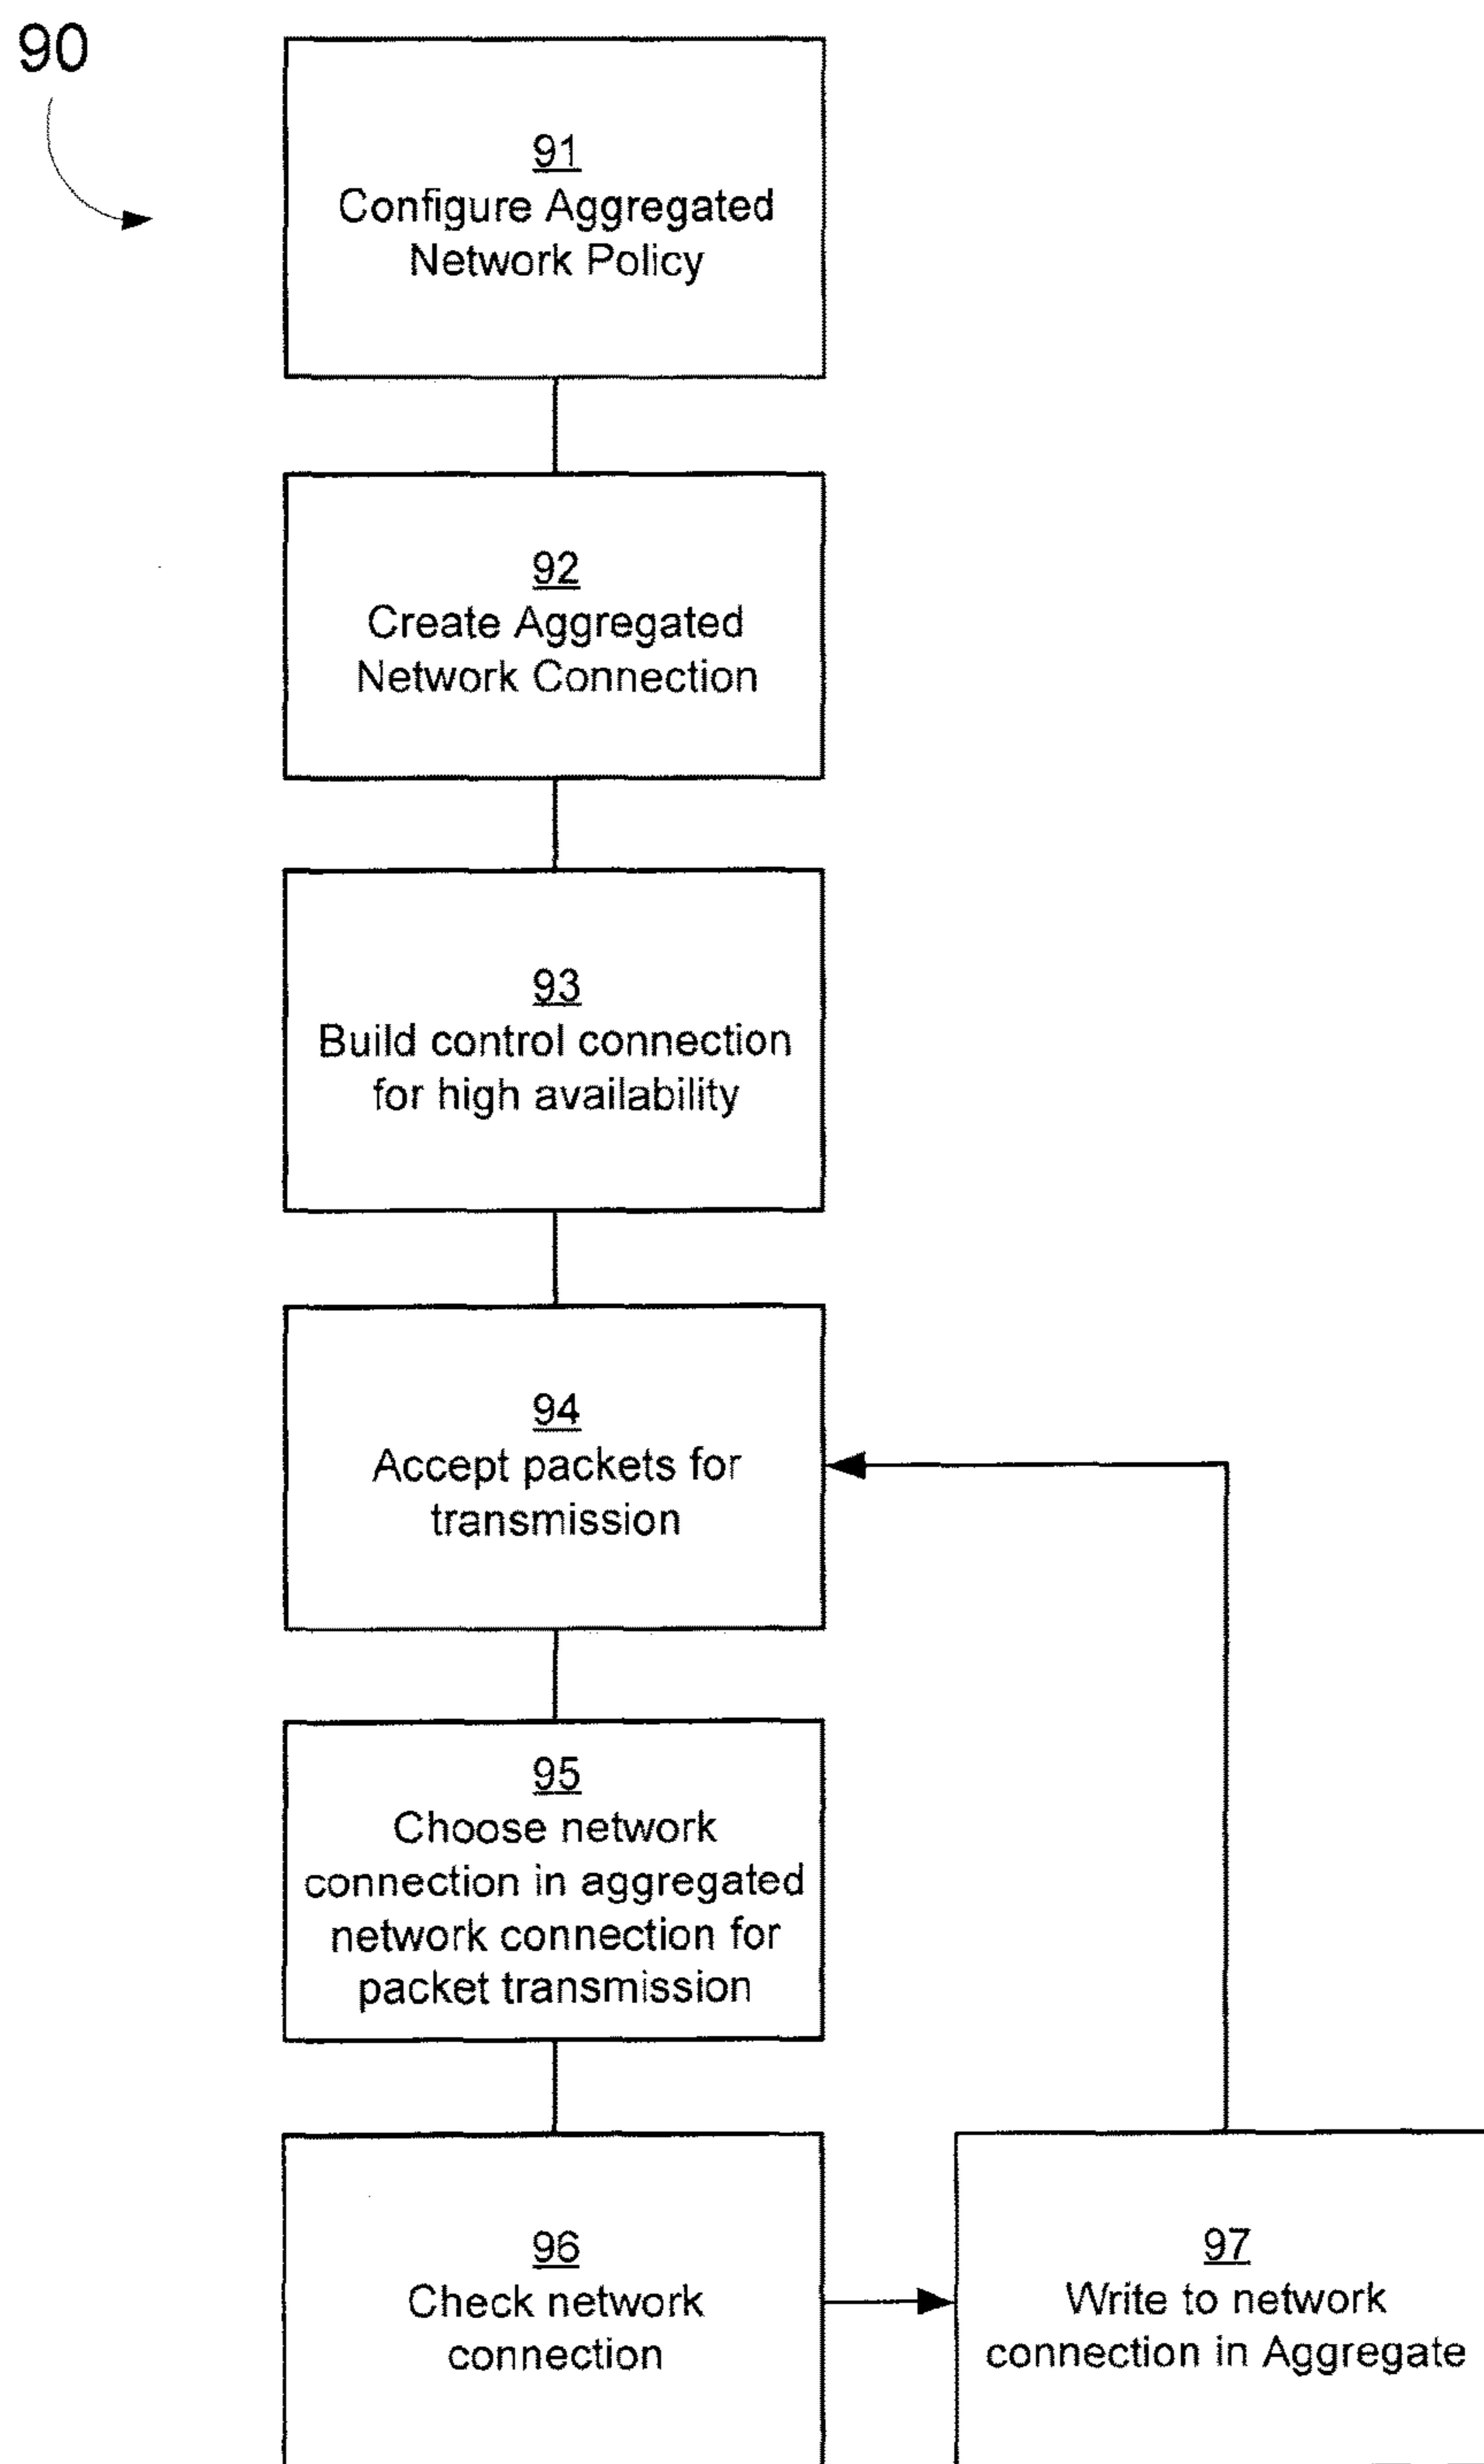 90
91
Configure Aggregated
Network Policy
92
Create Aggregated
Network Connection
93
Build control connection
for high availability
94
Accept packets for
transmission
95
Choose network
connection in aggregated
network connection for
packet transmission
96
Check network
connection
97
Write to network
connection in Aggregate